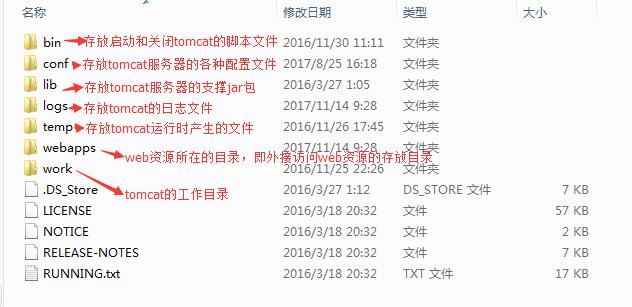 名称 修改日期 类型 大小
bin 存放启动和关闭tomcat的脚本文件 2016/11/30 11:11 文件夹
conf 存放tomcat服务器的各种配置文件 2017/8/25 16:18 文件夹
lib 存放tomcat服务器的支撑jar包 2016/3/27 1:05 文件夹
logs 存放tomcat的日志文件 2017/11/14 9:28 文件夹
temp 存放tomcat运行时产生的文件 2016/11/26 17:45 文件夹
webapps 2017/11/14 9:28 文件夹
web资源所在的目录，即外接访问web资源的存放目录
work 2016/11/25 22:26 文件夹
.DS_Store 2016/3/27 1:12 DS_STORE 文件 7 KB
tomcat的工作目录
LICENSE 2016/3/18 20:32 文件 57 KB
NOTICE 2016/3/18 20:32 文件 2 KB
RELEASE-NOTES 2016/3/18 20:32 文件 7 KB
RUNNING.txt 2016/3/18 20:32 TXT 文件 17 KB